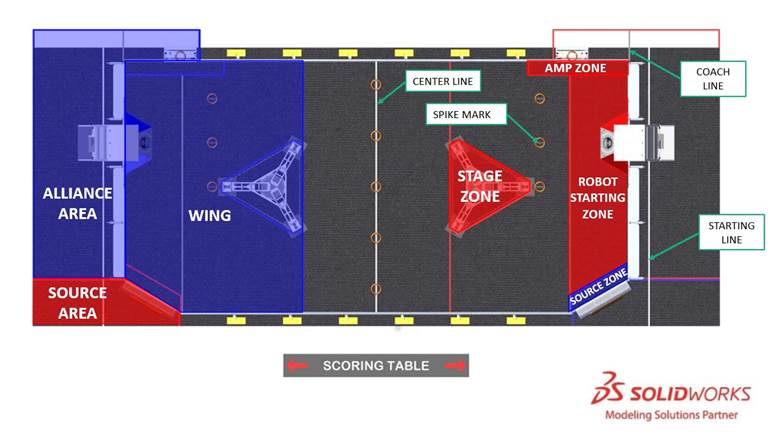 AMP ZONE
CENTER LINE
COACH
LINE
SPIKE MARK
ALLIANCE
AREA
WING
STAGE
ZONE
ROBOT
STARTING
ZONE
STARTING
LINE
SOURCE ZONE
SOURCE
AREA
SCORING TABLE
SOLIDWORKS
Modeling Solutions Partner